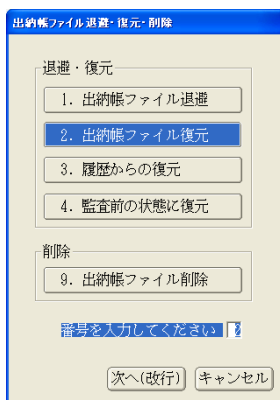 出納帳ファイル退避・復元・削除
退避・復元
1. 出納帳ファイル退避
2. 出納帳ファイル復元
3. 履歴からの復元
4. 監査前の状態に復元
削除
9. 出納帳ファイル削除
番号を入力してください 2
次へ(改行) キャンセル